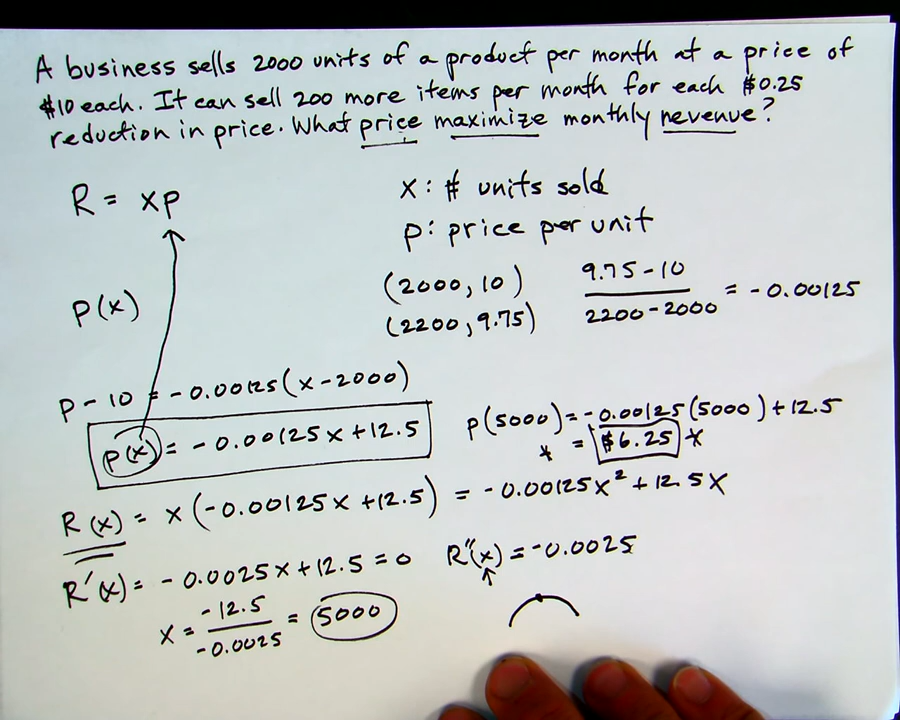 A business sells 2000 units of a product per month at a price of
$10 each. It can sell 200 more items per month for each $0.25
reduction in price. What price maximize monthly revenue?
R = xp
x: # units sold
p: price per unit
p(x)
(2000, 10)
(2200, 9.75)
9.75-10
2200-2000
= -0.00125
p - 10 = -0.00125(x-2000)
p(x) = -0.00125x + 12.5
p(5000) = -0.00125(5000) + 12.5
* = $6.25 *
R(x) = x(-0.00125x + 12.5) = -0.00125x² + 12.5x
R'(x) = -0.0025x + 12.5 = 0
R''(x) = -0.0025
x = -12.5 / -0.0025 = 5000